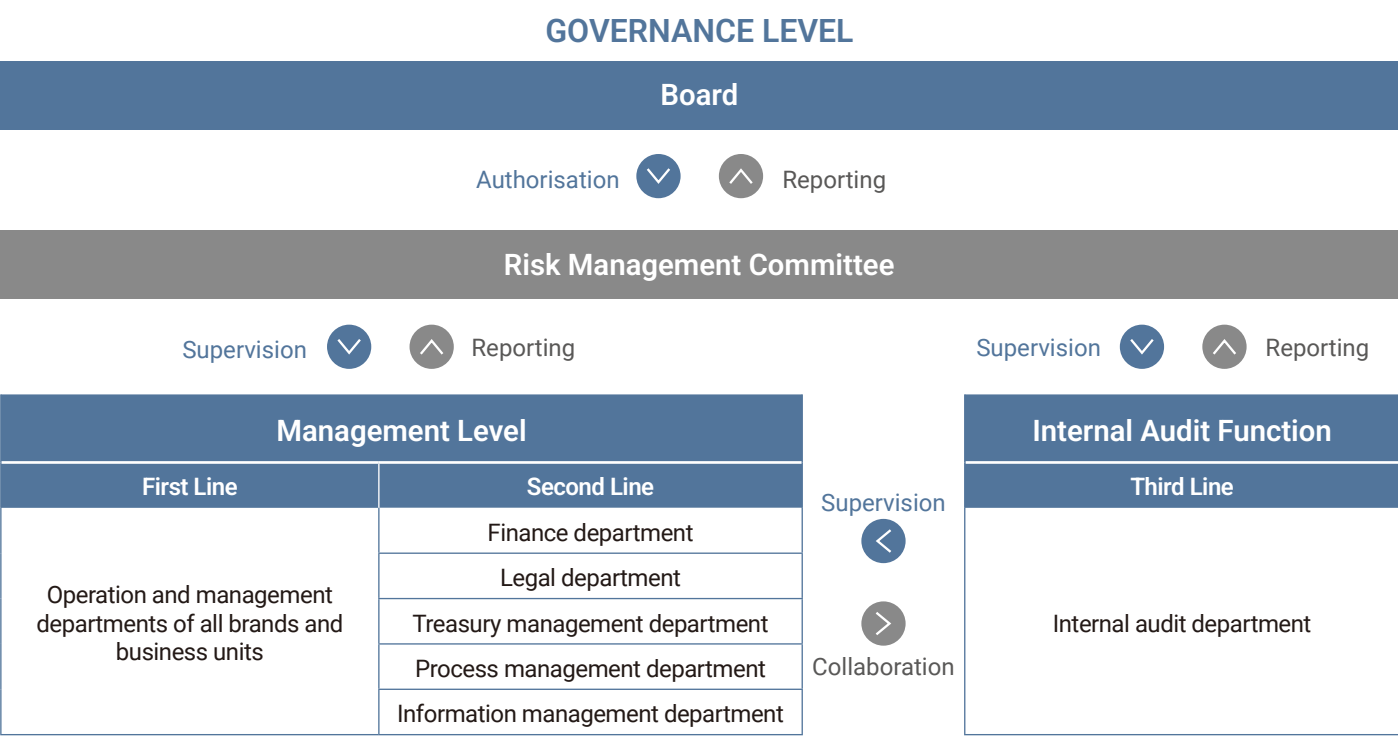 GOVERNANCE LEVEL
Board
Authorisation
Reporting
Risk Management Committee
Supervision
Reporting
Supervision
Reporting
Management Level
First Line
Second Line
Operation and management
departments of all brands and
business units
Finance department
Legal department
Treasury management department
Process management department
Information management department
Supervision
Collaboration
Internal Audit Function
Third Line
Internal audit department